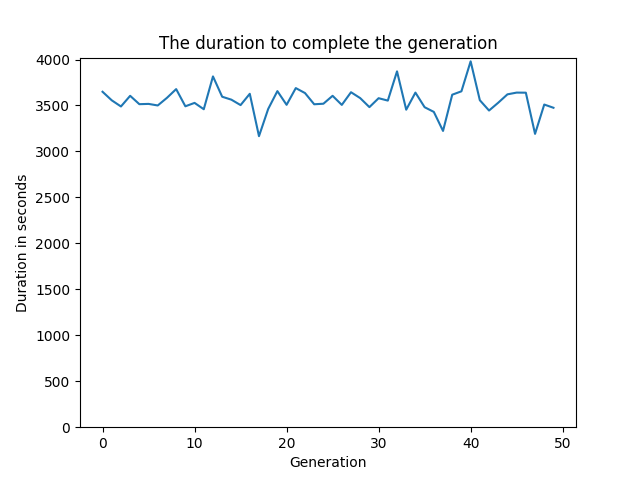 The duration to complete the generation
4000
3500
3000
2500
2000
1500
1000
500
0
Duration in seconds
0 10 20 30 40 50
Generation